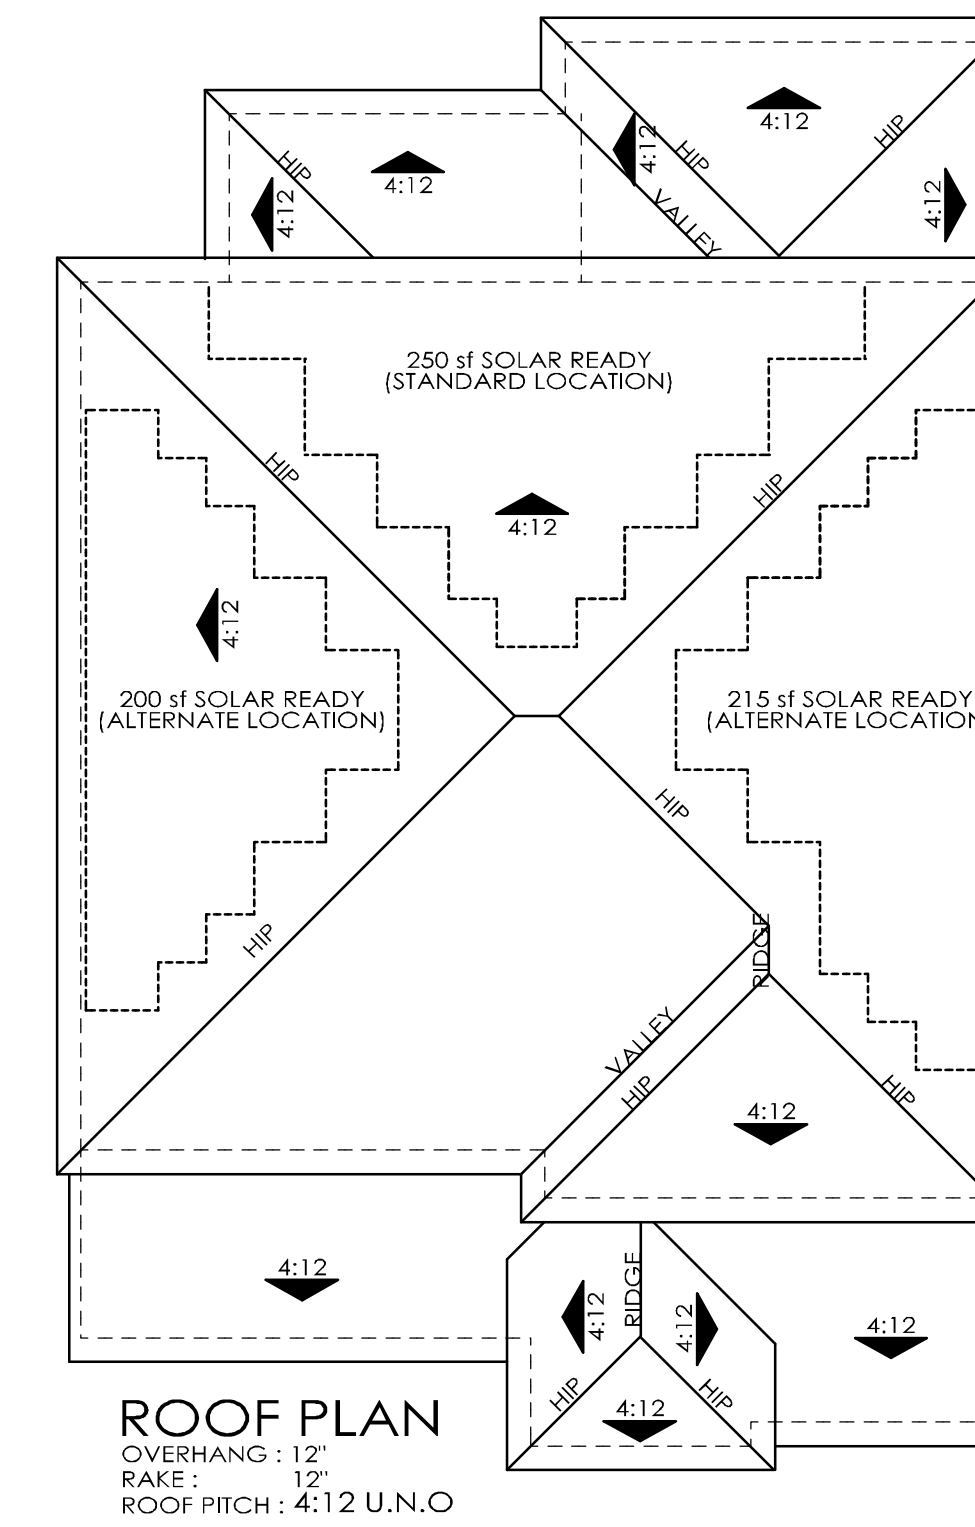 4:12
4:12
HIP
HIP
HIP
4:12
4:12
4:12
VALLEY
4:12
250 sf SOLAR READY
(STANDARD LOCATION)
HIP
HIP
4:12
4:12
200 sf SOLAR READY
(ALTERNATE LOCATION)
215 sf SOLAR READY
(ALTERNATE LOCATION
HIP
HIP
RIDGE
VALLEY
HIP
HIP
4:12
4:12
RIDGE
4:12
4:12
4:12
HIP
HIP
4:12
ROOF PLAN
OVERHANG : 12"
RAKE : 12"
ROOF PITCH : 4:12 U.N.O